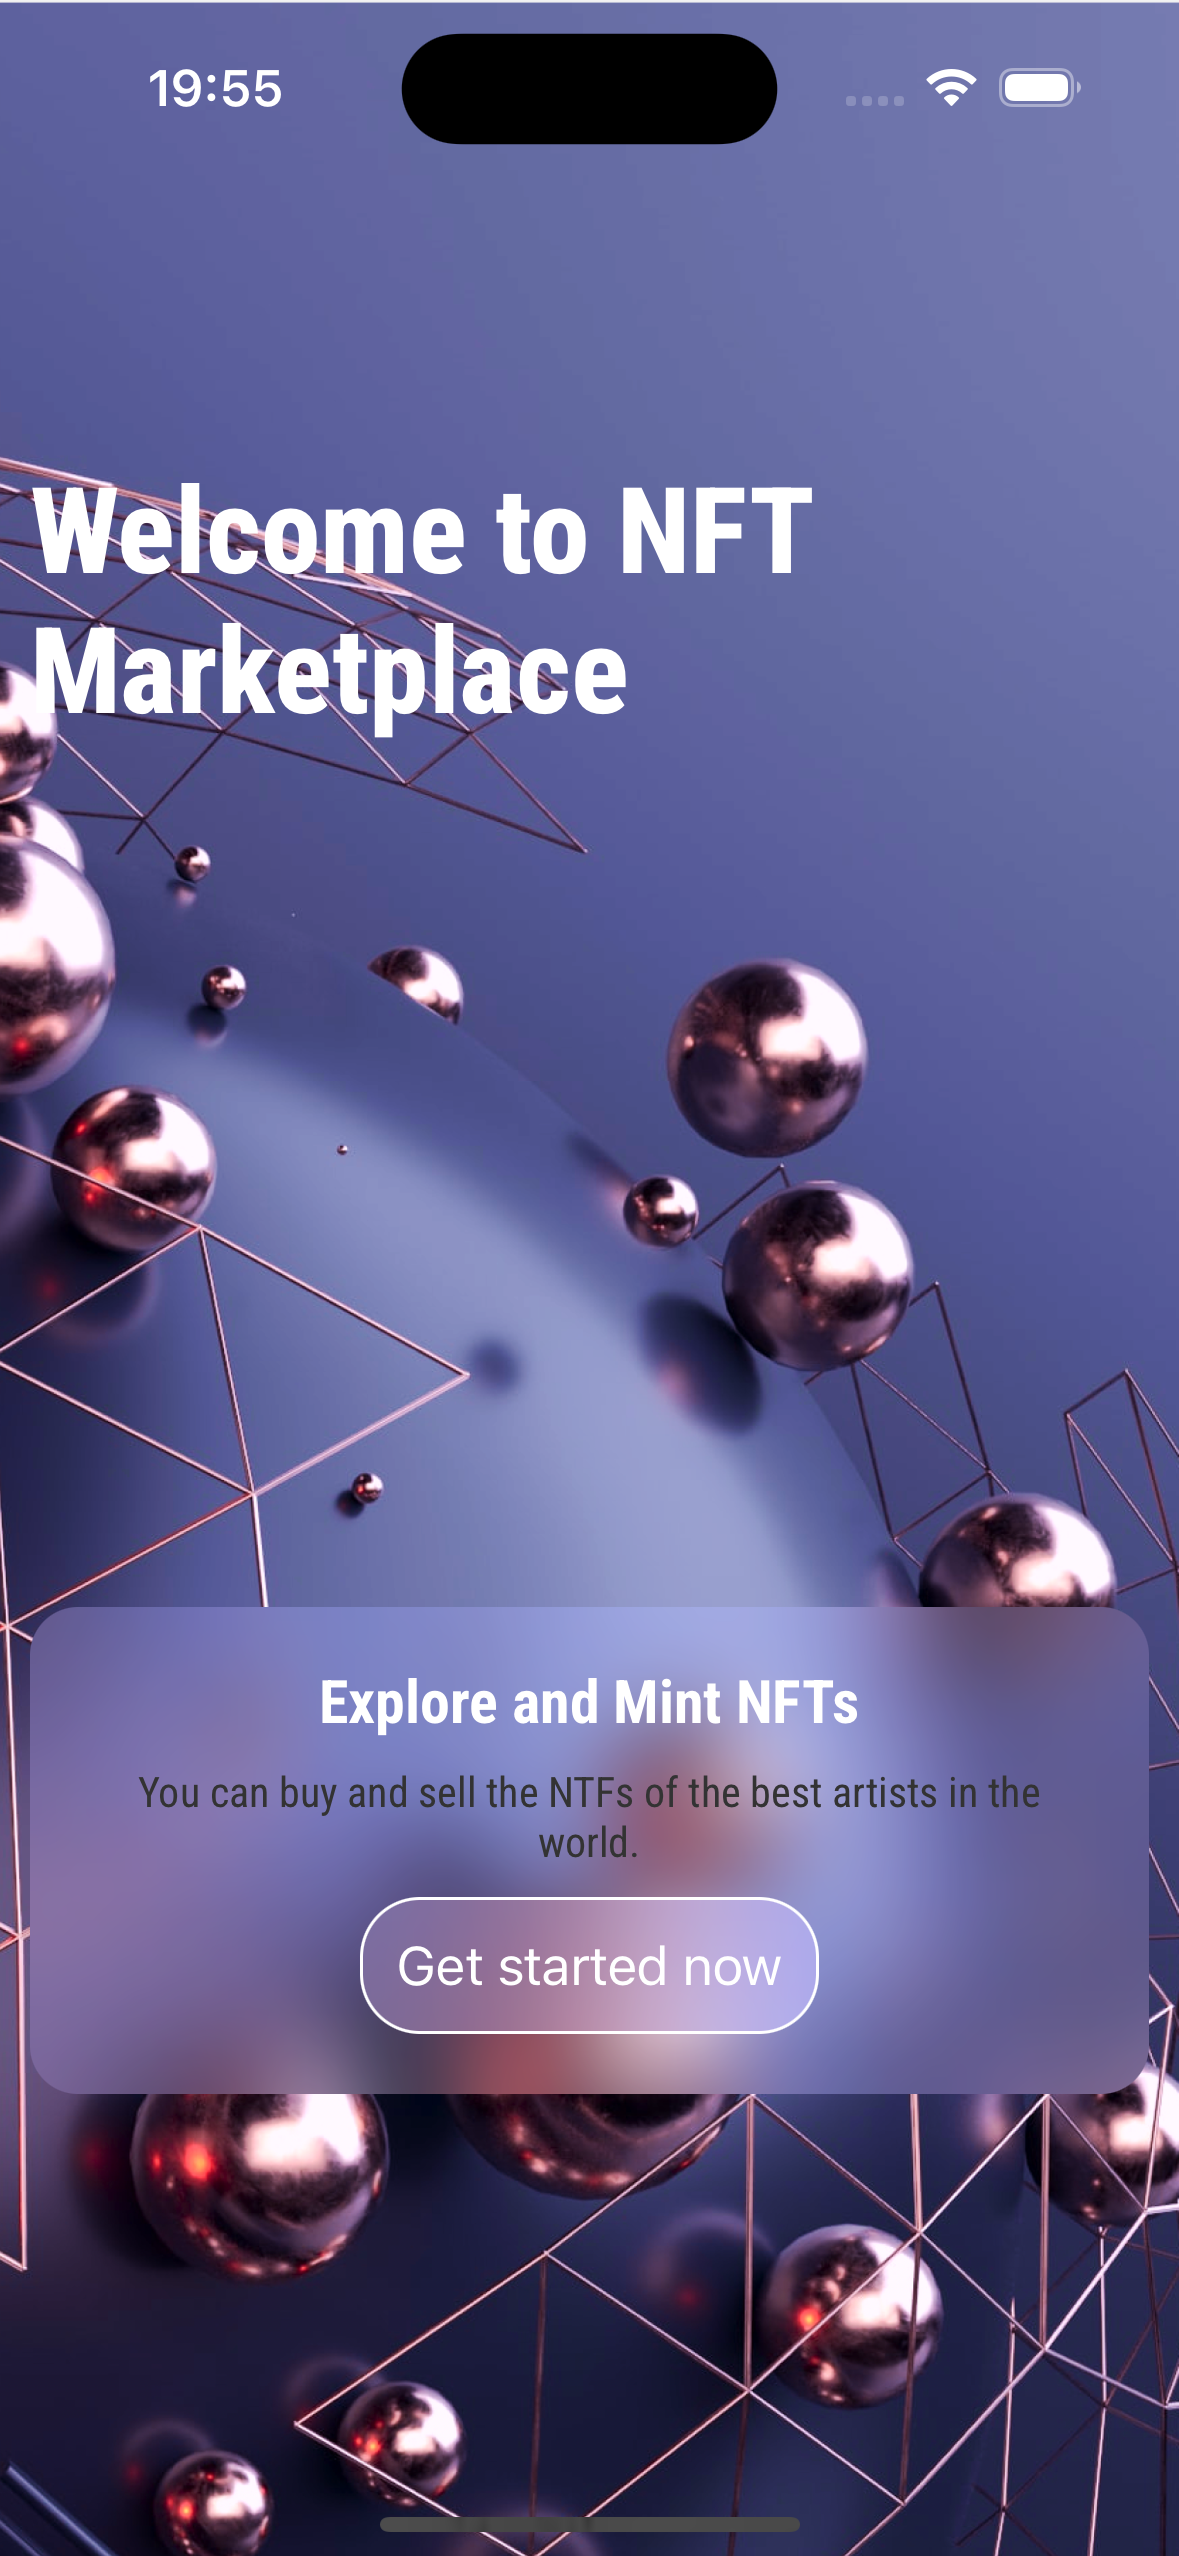 19:55
Welcome to NFT
Marketplace
Explore and Mint NFTs
You can buy and sell the NTFs of the best artists in the
world.
Get started now